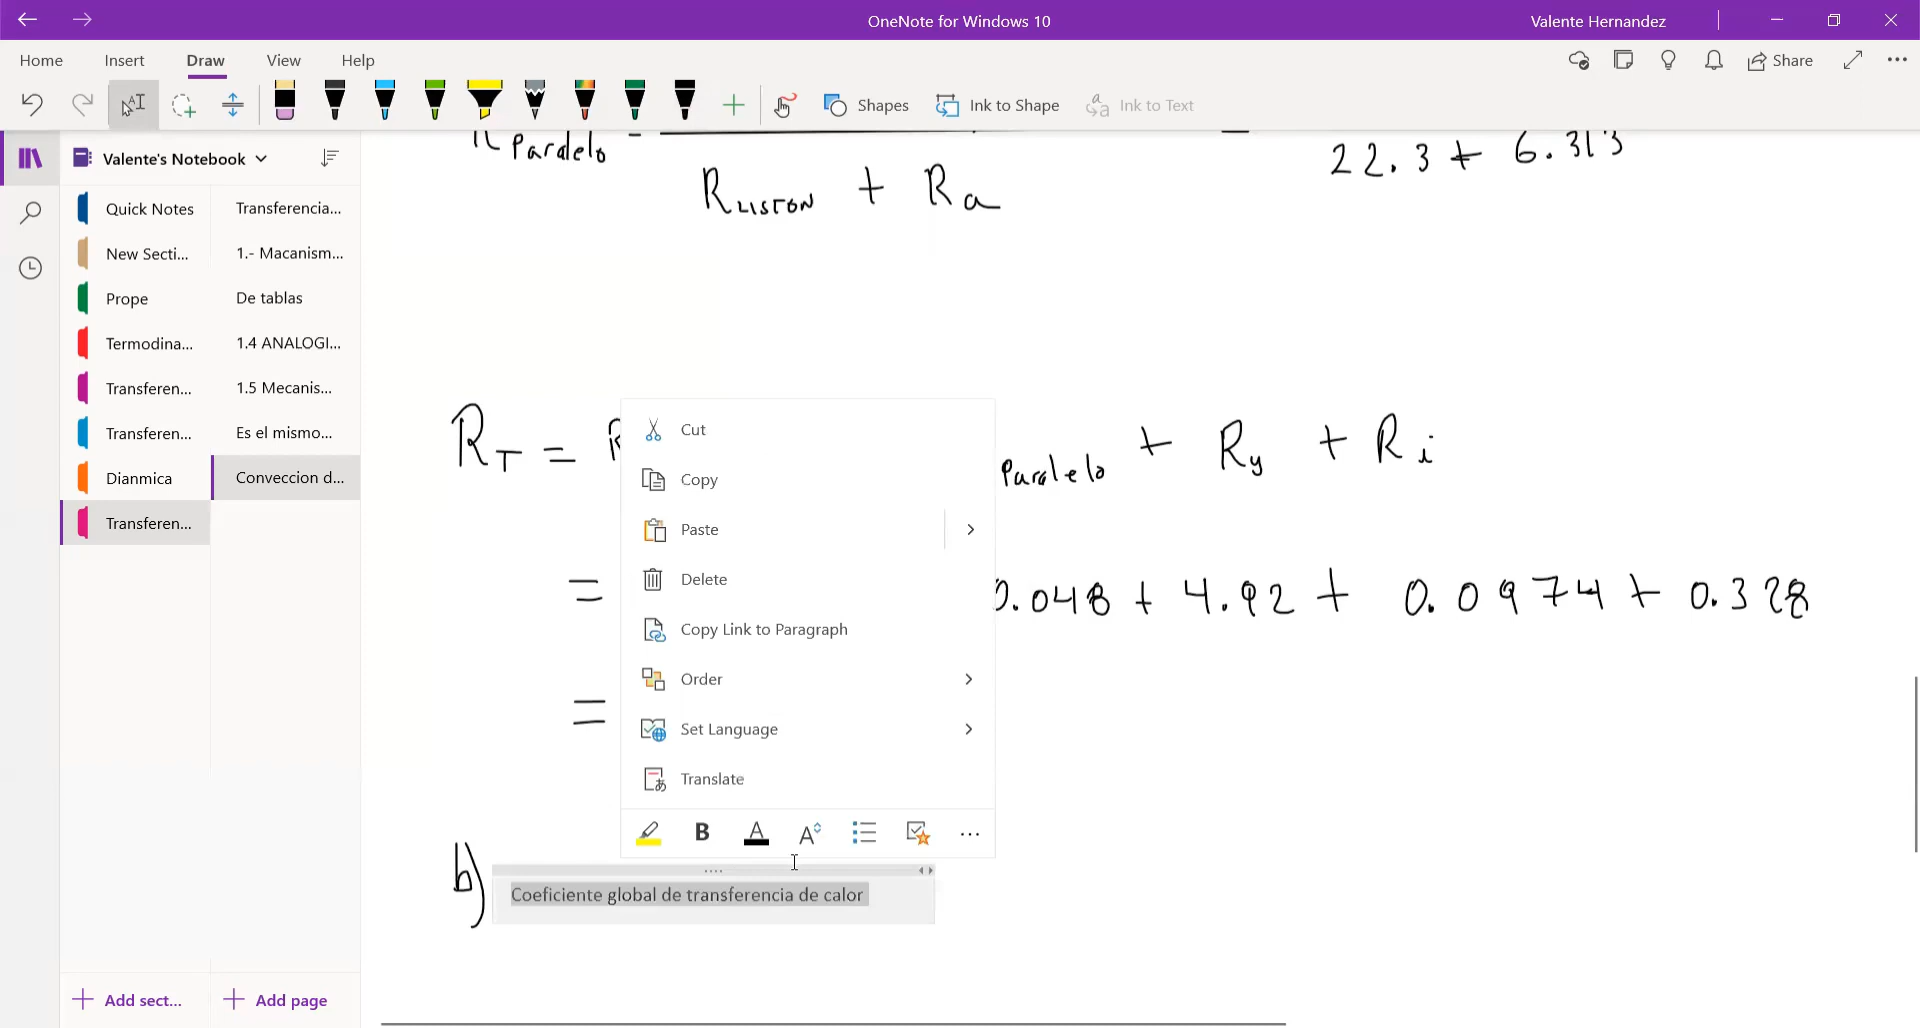 OneNote for Windows 10
Valente Hernandez
Home Insert Draw View Help
Share
Shapes Ink to Shape Ink to Text
Valente's Notebook
Quick Notes
New Secti...
Prope
Termodina...
Transferen...
Transferen...
Dianmica
Transferen...
Transferencia...
1.- Macanism...
De tablas
1.4 ANALOGI...
1.5 Mecanis...
Es el mismo...
Conveccion d...
Add sect...
Add page
Paralelo =
22.3 + 6.313
RLISTON + Ra
RT = R
Paralelo + Ry + Ri
= 0.048 + 4.92 + 0.0974 + 0.328
=
Cut
Copy
Paste
Delete
Copy Link to Paragraph
Order
Set Language
Translate
B A A
b)
Coeficiente global de transferencia de calor